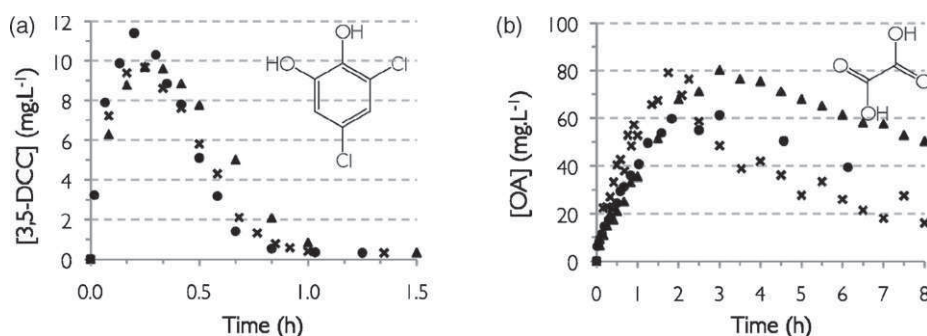 (a)
[3,5-DCC] (mg.L-1)
12
10
8
6
4
2
0
0.0 0.5 1.0 1.5
Time (h)
OH
HO
Cl
Cl
(b)
[OA] (mg.L-1)
100
80
60
40
20
0
0 1 2 3 4 5 6 7 8
Time (h)
OH
O
O
OH